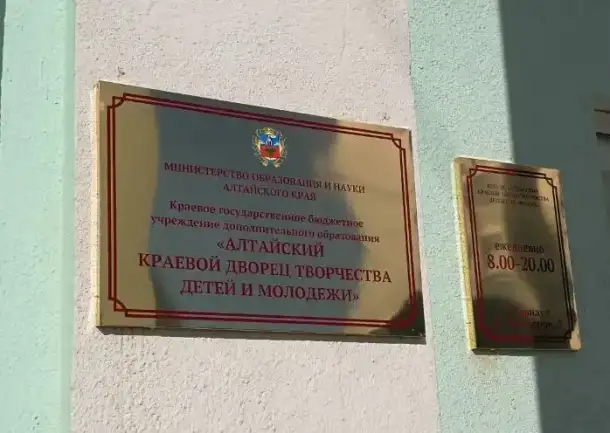 МИНИСТЕРСТВО ОБРАЗОВАНИЯ И НАУКИ
АЛТАЙСКОГО КРАЯ
Краевое государственное бюджетное
учреждение дополнительного образования
«АЛТАЙСКИЙ
КРАЕВОЙ ДВОРЕЦ ТВОРЧЕСТВА
ДЕТЕЙ И МОЛОДЕЖИ»
ежедневно
8.00-20.00